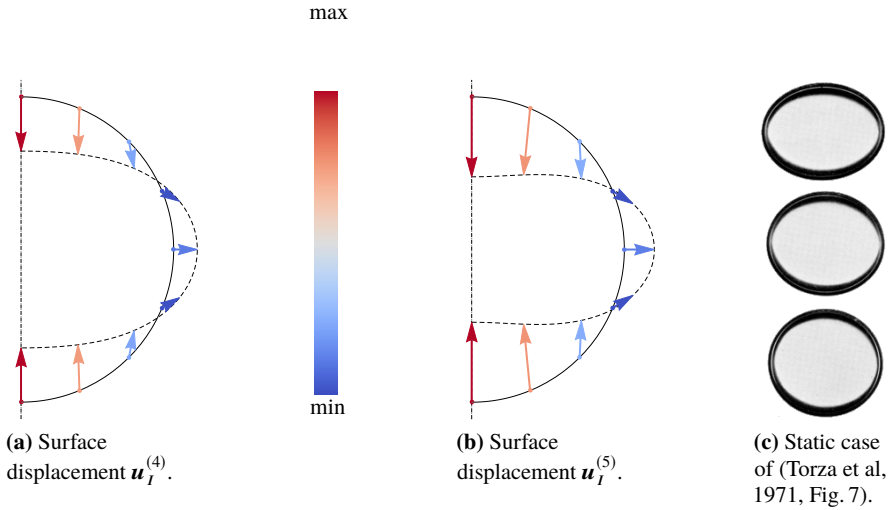 max
min
(a) Surface
displacement u_I^(4).
(b) Surface
displacement u_I^(5).
(c) Static case
of (Torza et al,
1971, Fig. 7).